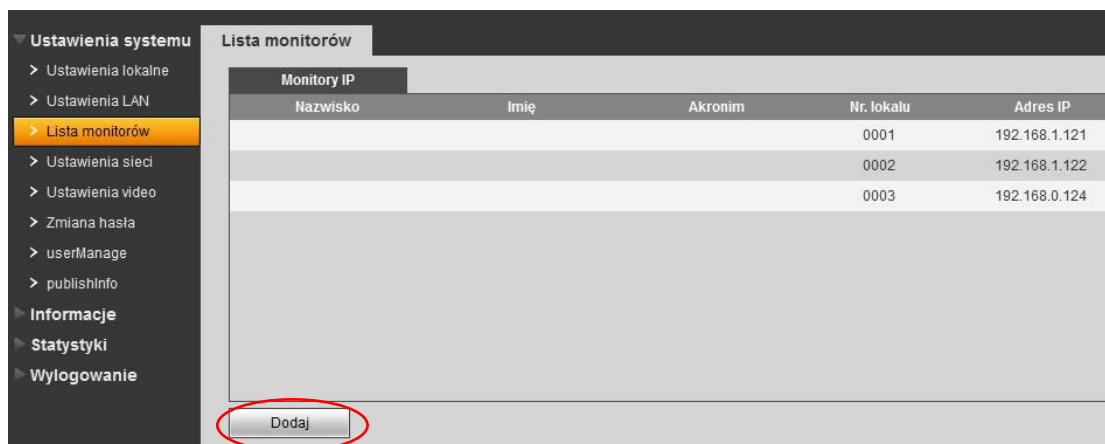 Ustawienia systemu
Ustawienia lokalne
Ustawienia LAN
Lista monitorów
Ustawienia sieci
Ustawienia video
Zmiana hasła
userManage
publishInfo
Informacje
Statystyki
Wylogowanie
Lista monitorów
Monitory IP
Nazwisko Imię Akronim Nr. lokalu Adres IP
0001 192.168.1.121
0002 192.168.1.122
0003 192.168.0.124
Dodaj